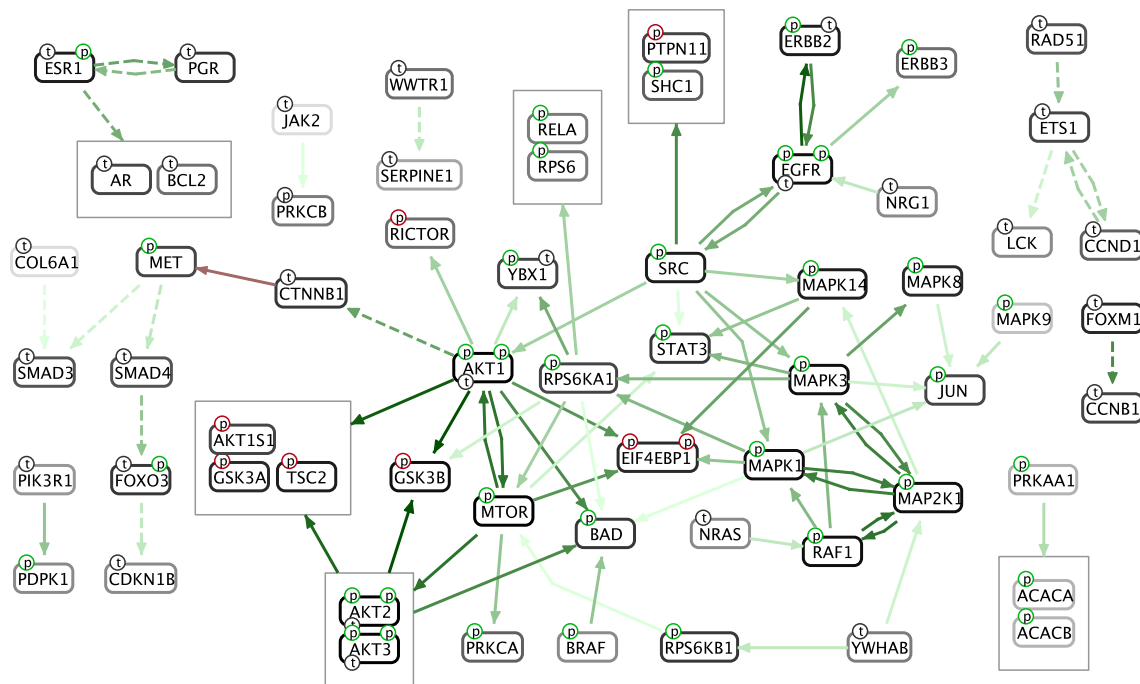 p
PTPN11
p
SHC1
p t
ERBB2
p
ERBB3
t
RAD51
t p
ESR1
t
PGR
t
WWTR1
t
JAK2
p
RELA
p
RPS6
t
ETS1
t
AR
t
BCL2
t
SERPINE1
p p
EGFR
t
t
NRG1
p
PRKCB
p
RICTOR
t
LCK
t
CCND1
t
COL6A1
p
MET
t
CTNNB1
p t
YBX1
p
SRC
p
MAPK14
p
MAPK8
p
MAPK9
t
FOXM1
t
SMAD3
t
SMAD4
p p
AKT1
t
p
RPS6KA1
p
STAT3
p
MAPK3
p
JUN
t
CCNB1
p
AKT1S1
p
GSK3A
p
TSC2
p
GSK3B
p p
EIF4EBP1
p
MAPK1
p
MAP2K1
t
PIK3R1
t p
FOXO3
p
MTOR
p
BAD
t
NRAS
p
RAF1
p
PRKAA1
p
PDPK1
t
CDKN1B
p p
AKT2
t
p p
AKT3
t
p
PRKCA
p
BRAF
p
RPS6KB1
t
YWHAB
p
ACACA
p
ACACB